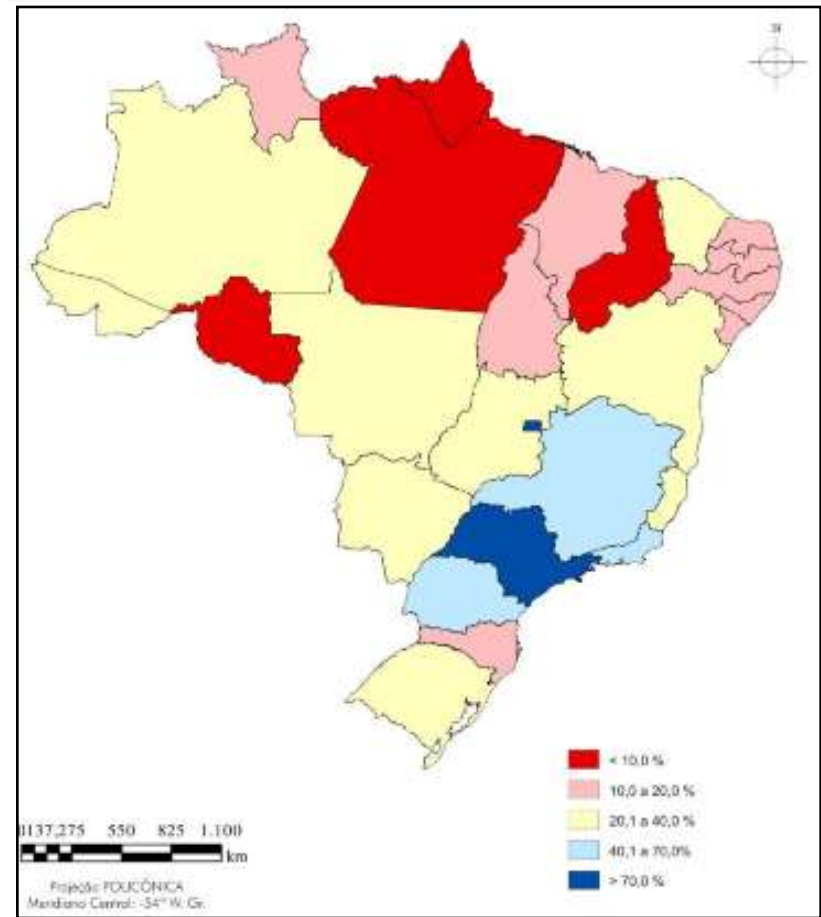 N
< 10,0 %
10,0 a 20,0 %
20,1 a 40,0 %
40,1 a 70,0%
> 70,0 %
0137,275 550 825 1.100
km
Projeção POLICÔNICA
Meridiano Central: -54° W. Gr.